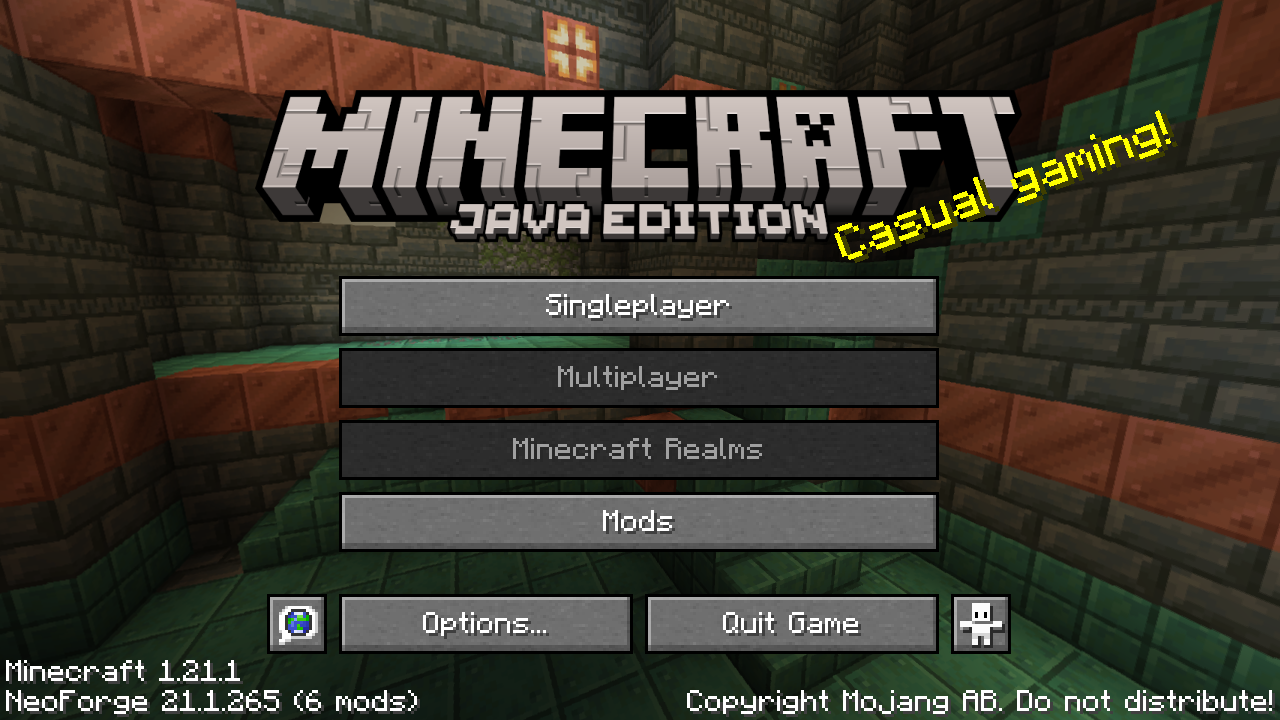 MINECRAFT
JAVA EDITION
Casual gaming!
Singleplayer
Multiplayer
Minecraft Realms
Mods
Options...
Quit Game
Minecraft 1.21.1
NeoForge 21.1.265 (6 mods)
Copyright Mojang AB. Do not distribute!